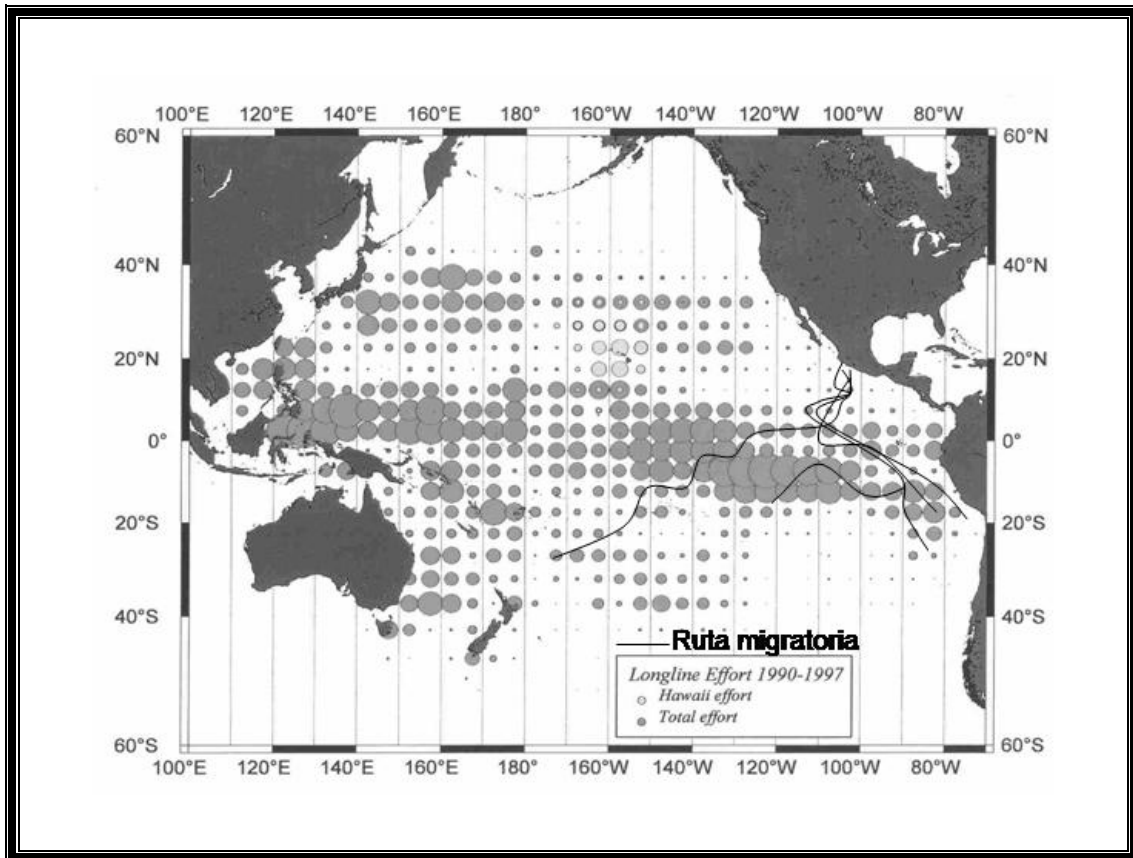 100°E 120°E 140°E 160°E 180° 160°W 140°W 120°W 100°W 80°W
60°N 60°N
40°N 40°N
20°N 20°N
0° 0°
20°S 20°S
40°S 40°S
Ruta migratoria
Longline Effort 1990-1997
Hawaii effort
Total effort
60°S 60°S
100°E 120°E 140°E 160°E 180° 160°W 140°W 120°W 100°W 80°W